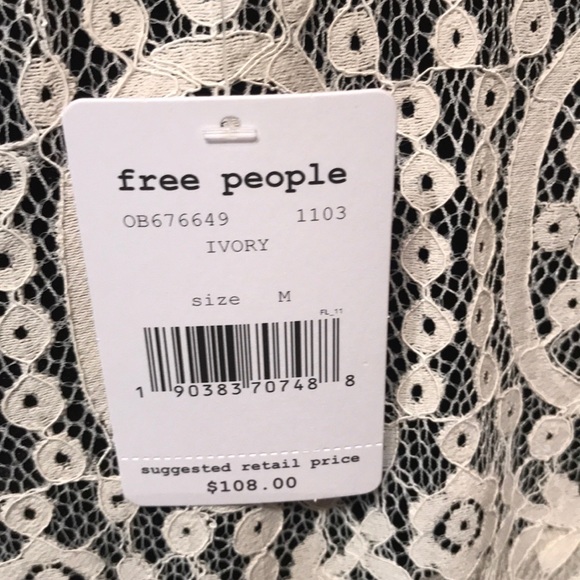 free people
OB676649 1103
IVORY
size M
FL_11
1 90383 70748 8
suggested retail price
$108.00